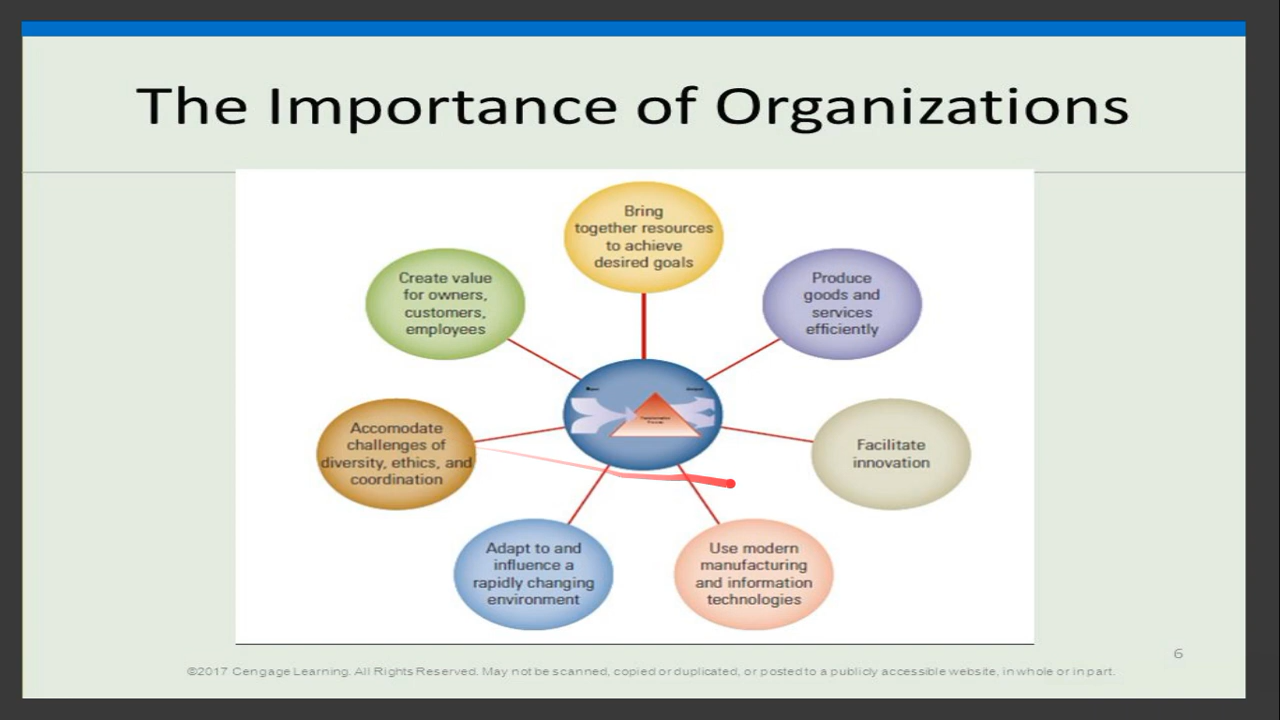 The Importance of Organizations
Bring
together resources
to achieve
desired goals
Create value
for owners,
customers,
employees
Produce
goods and
services
efficiently
Accomodate
challenges of
diversity, ethics, and
coordination
Facilitate
innovation
Adapt to and
influence a
rapidly changing
environment
Use modern
manufacturing
and information
technologies
6
©2017 Cengage Learning. All Rights Reserved. May not be scanned, copied or duplicated, or posted to a publicly accessible website, in whole or in part.